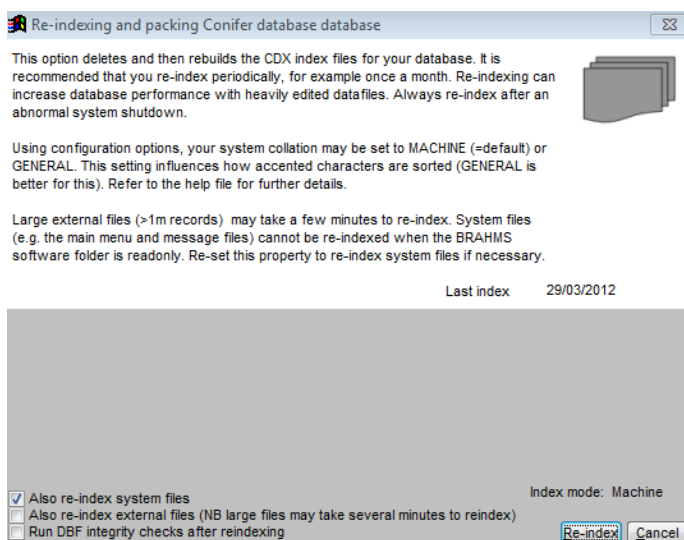 Re-indexing and packing Conifer database database
This option deletes and then rebuilds the CDX index files for your database. It is
recommended that you re-index periodically, for example once a month. Re-indexing can
increase database performance with heavily edited datafiles. Always re-index after an
abnormal system shutdown.
Using configuration options, your system collation may be set to MACHINE (=default) or
GENERAL. This setting influences how accented characters are sorted (GENERAL is
better for this). Refer to the help file for further details.
Large external files (>1m records) may take a few minutes to re-index. System files
(e.g. the main menu and message files) cannot be re-indexed when the BRAHMS
software folder is readonly. Re-set this property to re-index system files if necessary.
Last index 29/03/2012
Index mode: Machine
Also re-index system files
Also re-index external files (NB large files may take several minutes to reindex)
Run DBF integrity checks after reindexing
Re-index Cancel